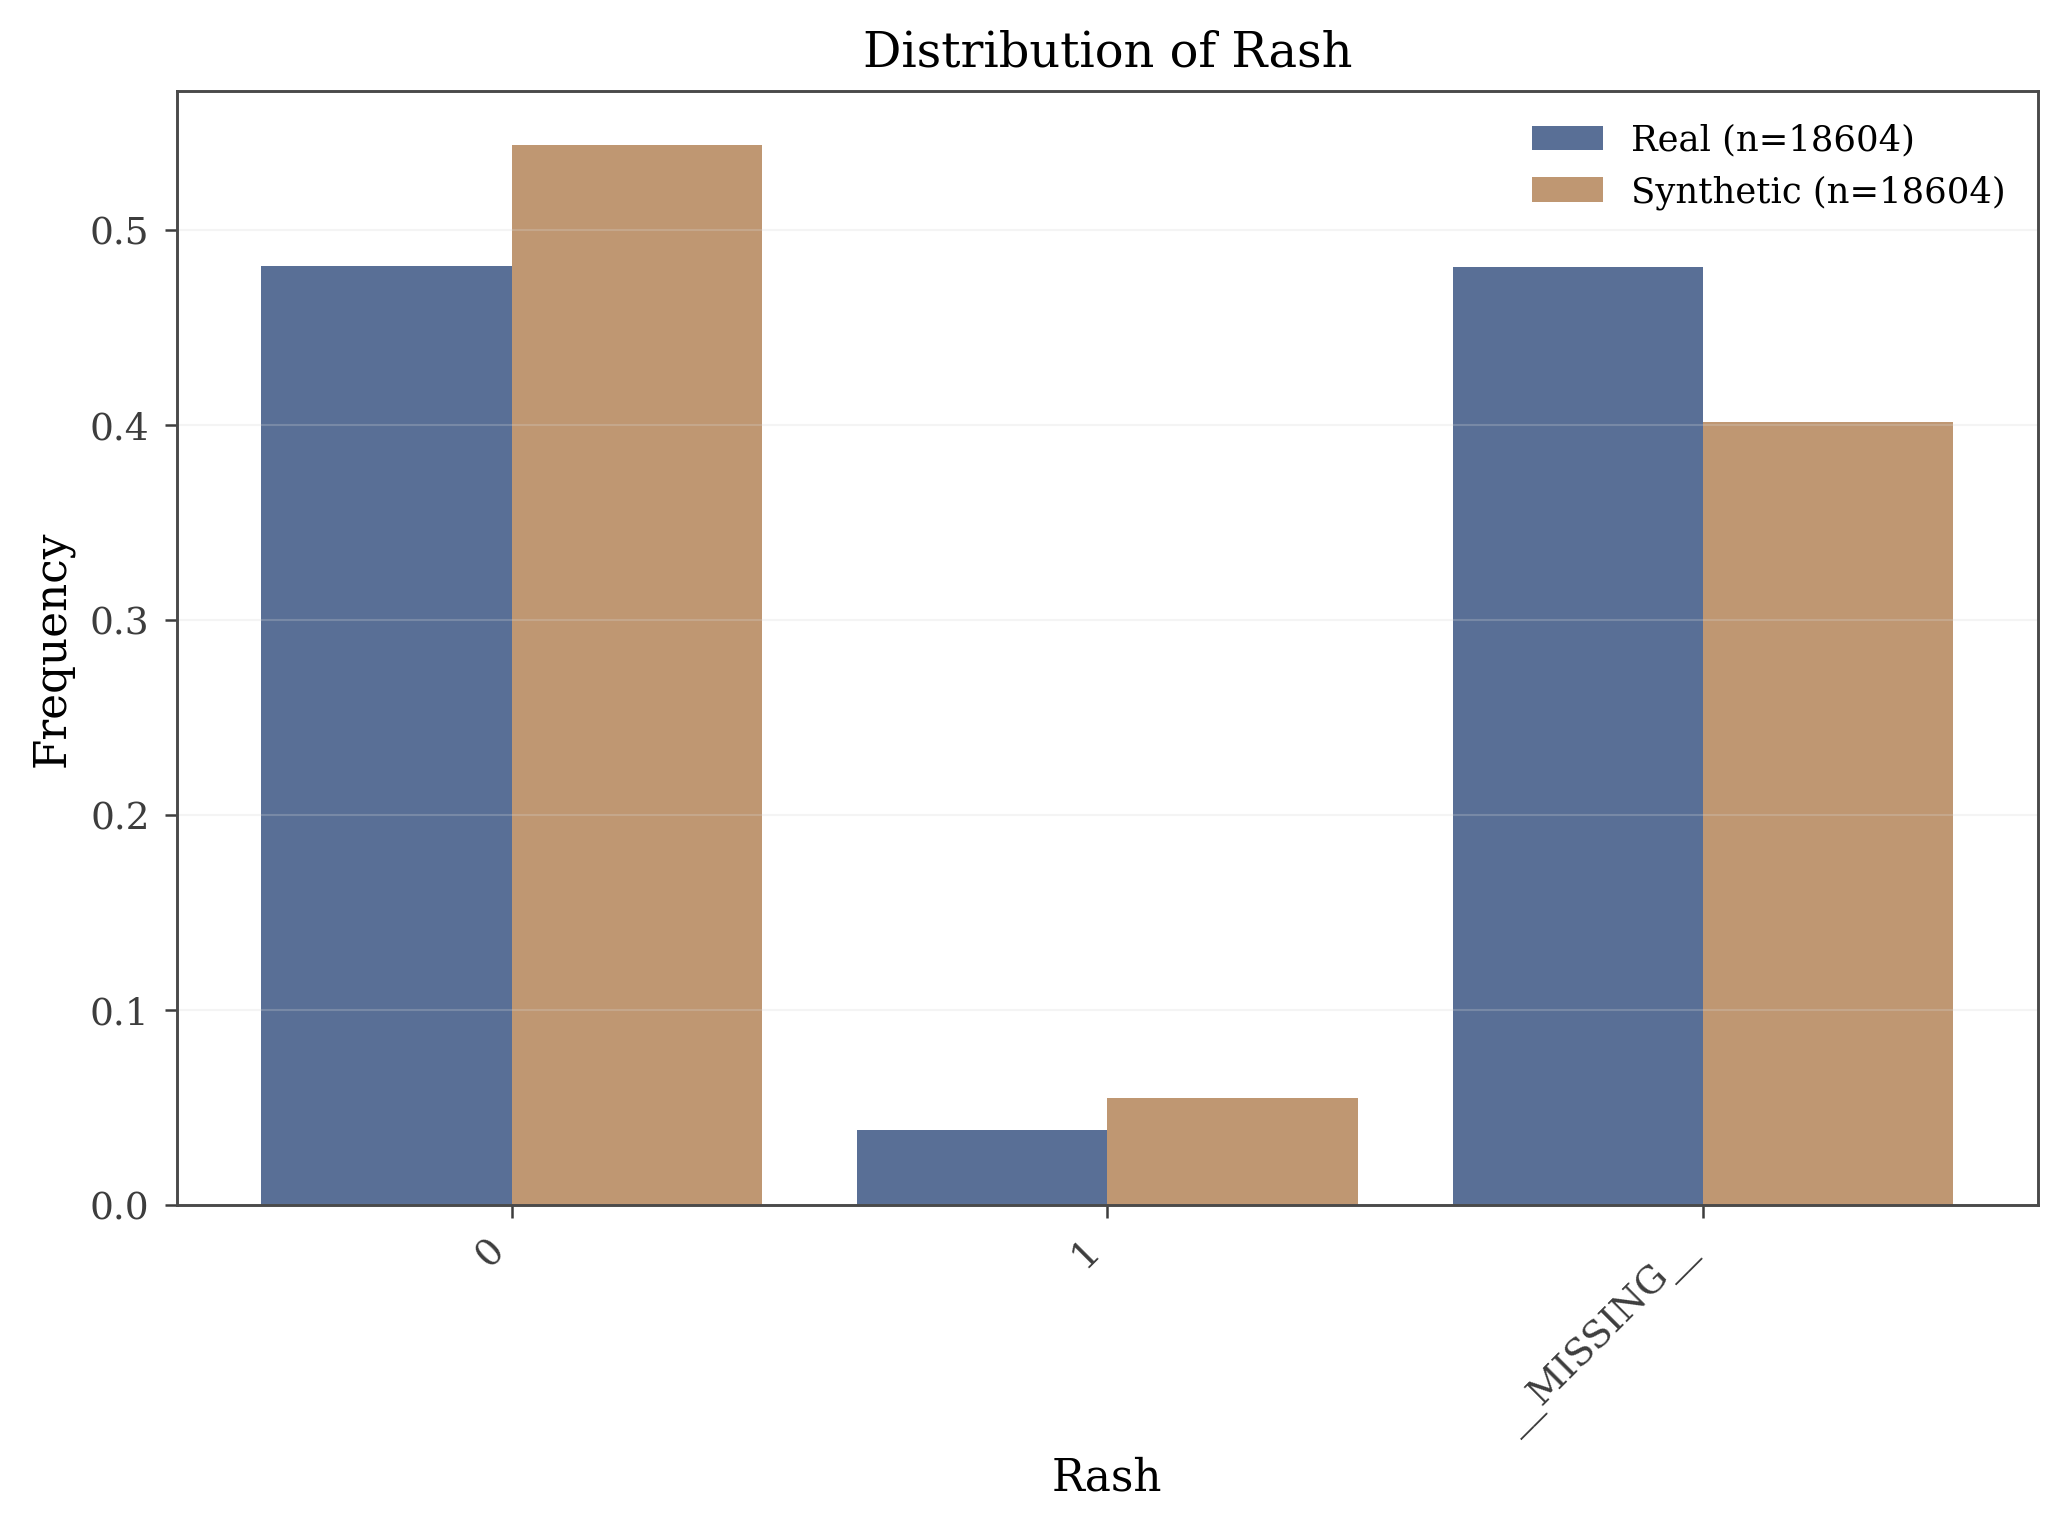 Distribution of Rash
Real (n=18604)
Synthetic (n=18604)
Frequency
0.5
0.4
0.3
0.2
0.1
0.0
0
1
__MISSING__
Rash